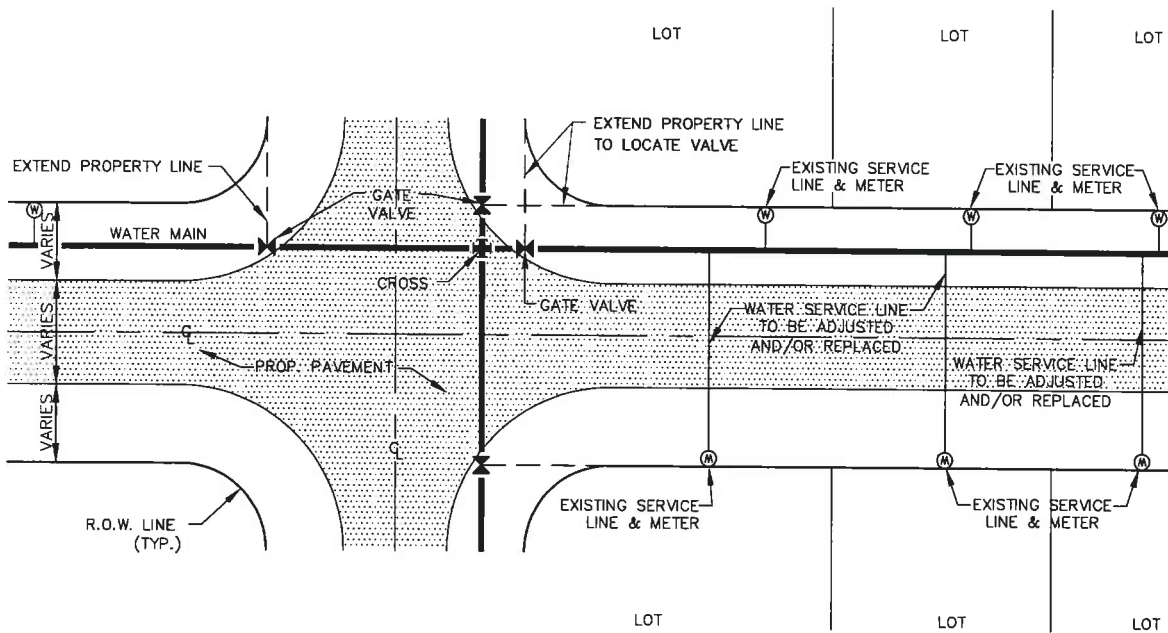 LOT
LOT
LOT
EXTEND PROPERTY LINE
TO LOCATE VALVE
EXTEND PROPERTY LINE
EXISTING SERVICE
LINE & METER
EXISTING SERVICE
LINE & METER
GATE
VALVE
W
W
W
W
WATER MAIN
VARIES
CROSS
GATE VALVE
VARIES
WATER SERVICE LINE
TO BE ADJUSTED
AND/OR REPLACED
CL
PROP. PAVEMENT
WATER SERVICE LINE
TO BE ADJUSTED
AND/OR REPLACED
VARIES
CL
W
W
W
EXISTING SERVICE
LINE & METER
EXISTING SERVICE
LINE & METER
R.O.W. LINE
(TYP.)
LOT
LOT
LOT